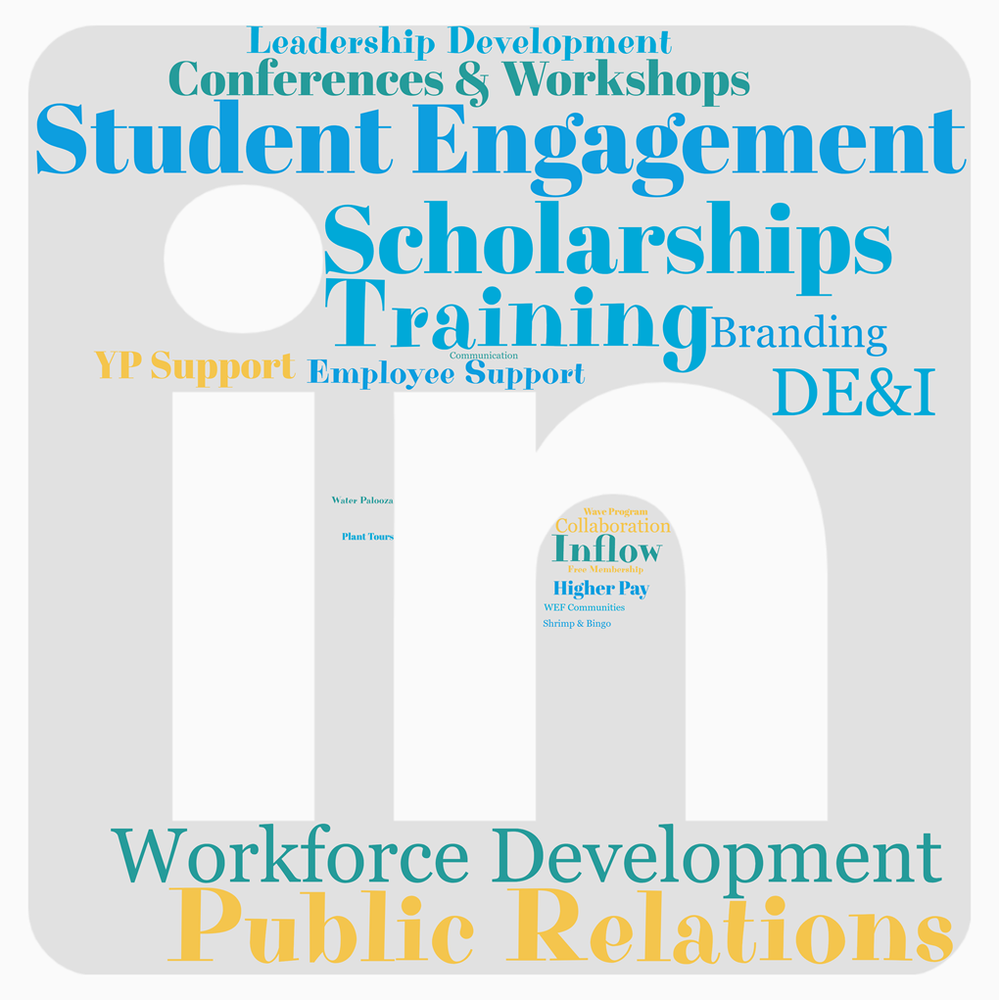 Leadership Development
Conferences & Workshops
Student Engagement
Scholarships
Training
Branding
Communication
YP Support
Employee Support
DE&I
in
Water Palooza
Plant Tours
Wave Program
Collaboration
Inflow
Free Membership
Higher Pay
WEF Communities
Shrimp & Bingo
Workforce Development
Public Relations